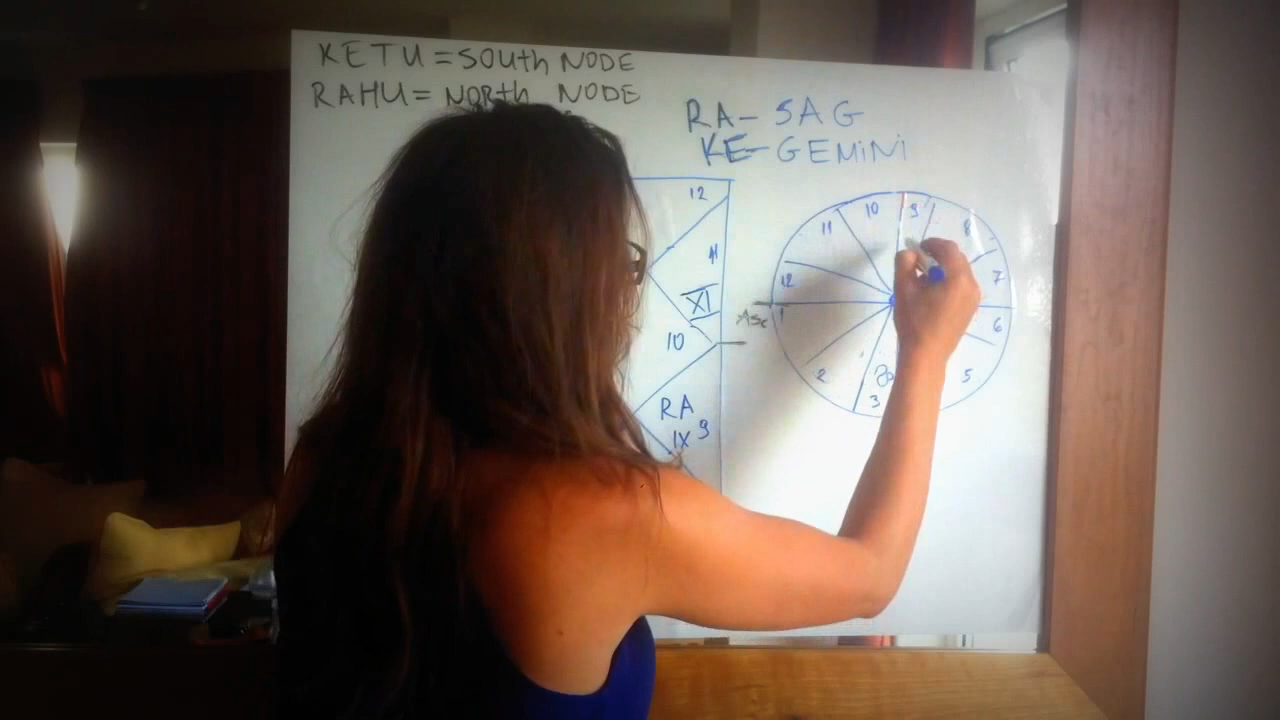 KETU = SOUTH NODE
RAHU = NORTH NODE
RA - SAG
KE - GEMINI
12
11
XI
10
RA
IX 9
10
9
11
8
12
7
Asc
1
6
2
5
3